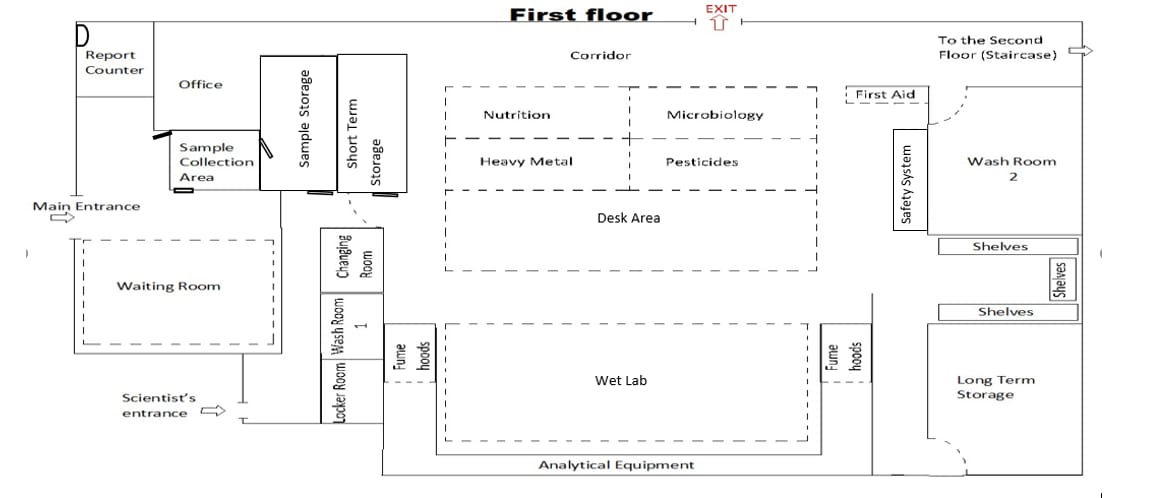 First floor
EXIT
D
Report
Counter
Office
Corridor
To the Second
Floor (Staircase)
Sample Storage
Short Term
Storage
Sample
Collection
Area
Nutrition
Microbiology
Heavy Metal
Pesticides
Desk Area
First Aid
Safety System
Wash Room
2
Main Entrance
Waiting Room
Changing
Room
Wash Room
1
Locker Room
Shelves
Shelves
Shelves
Fume
hoods
Wet Lab
Fume
hoods
Long Term
Storage
Scientist's
entrance
Analytical Equipment